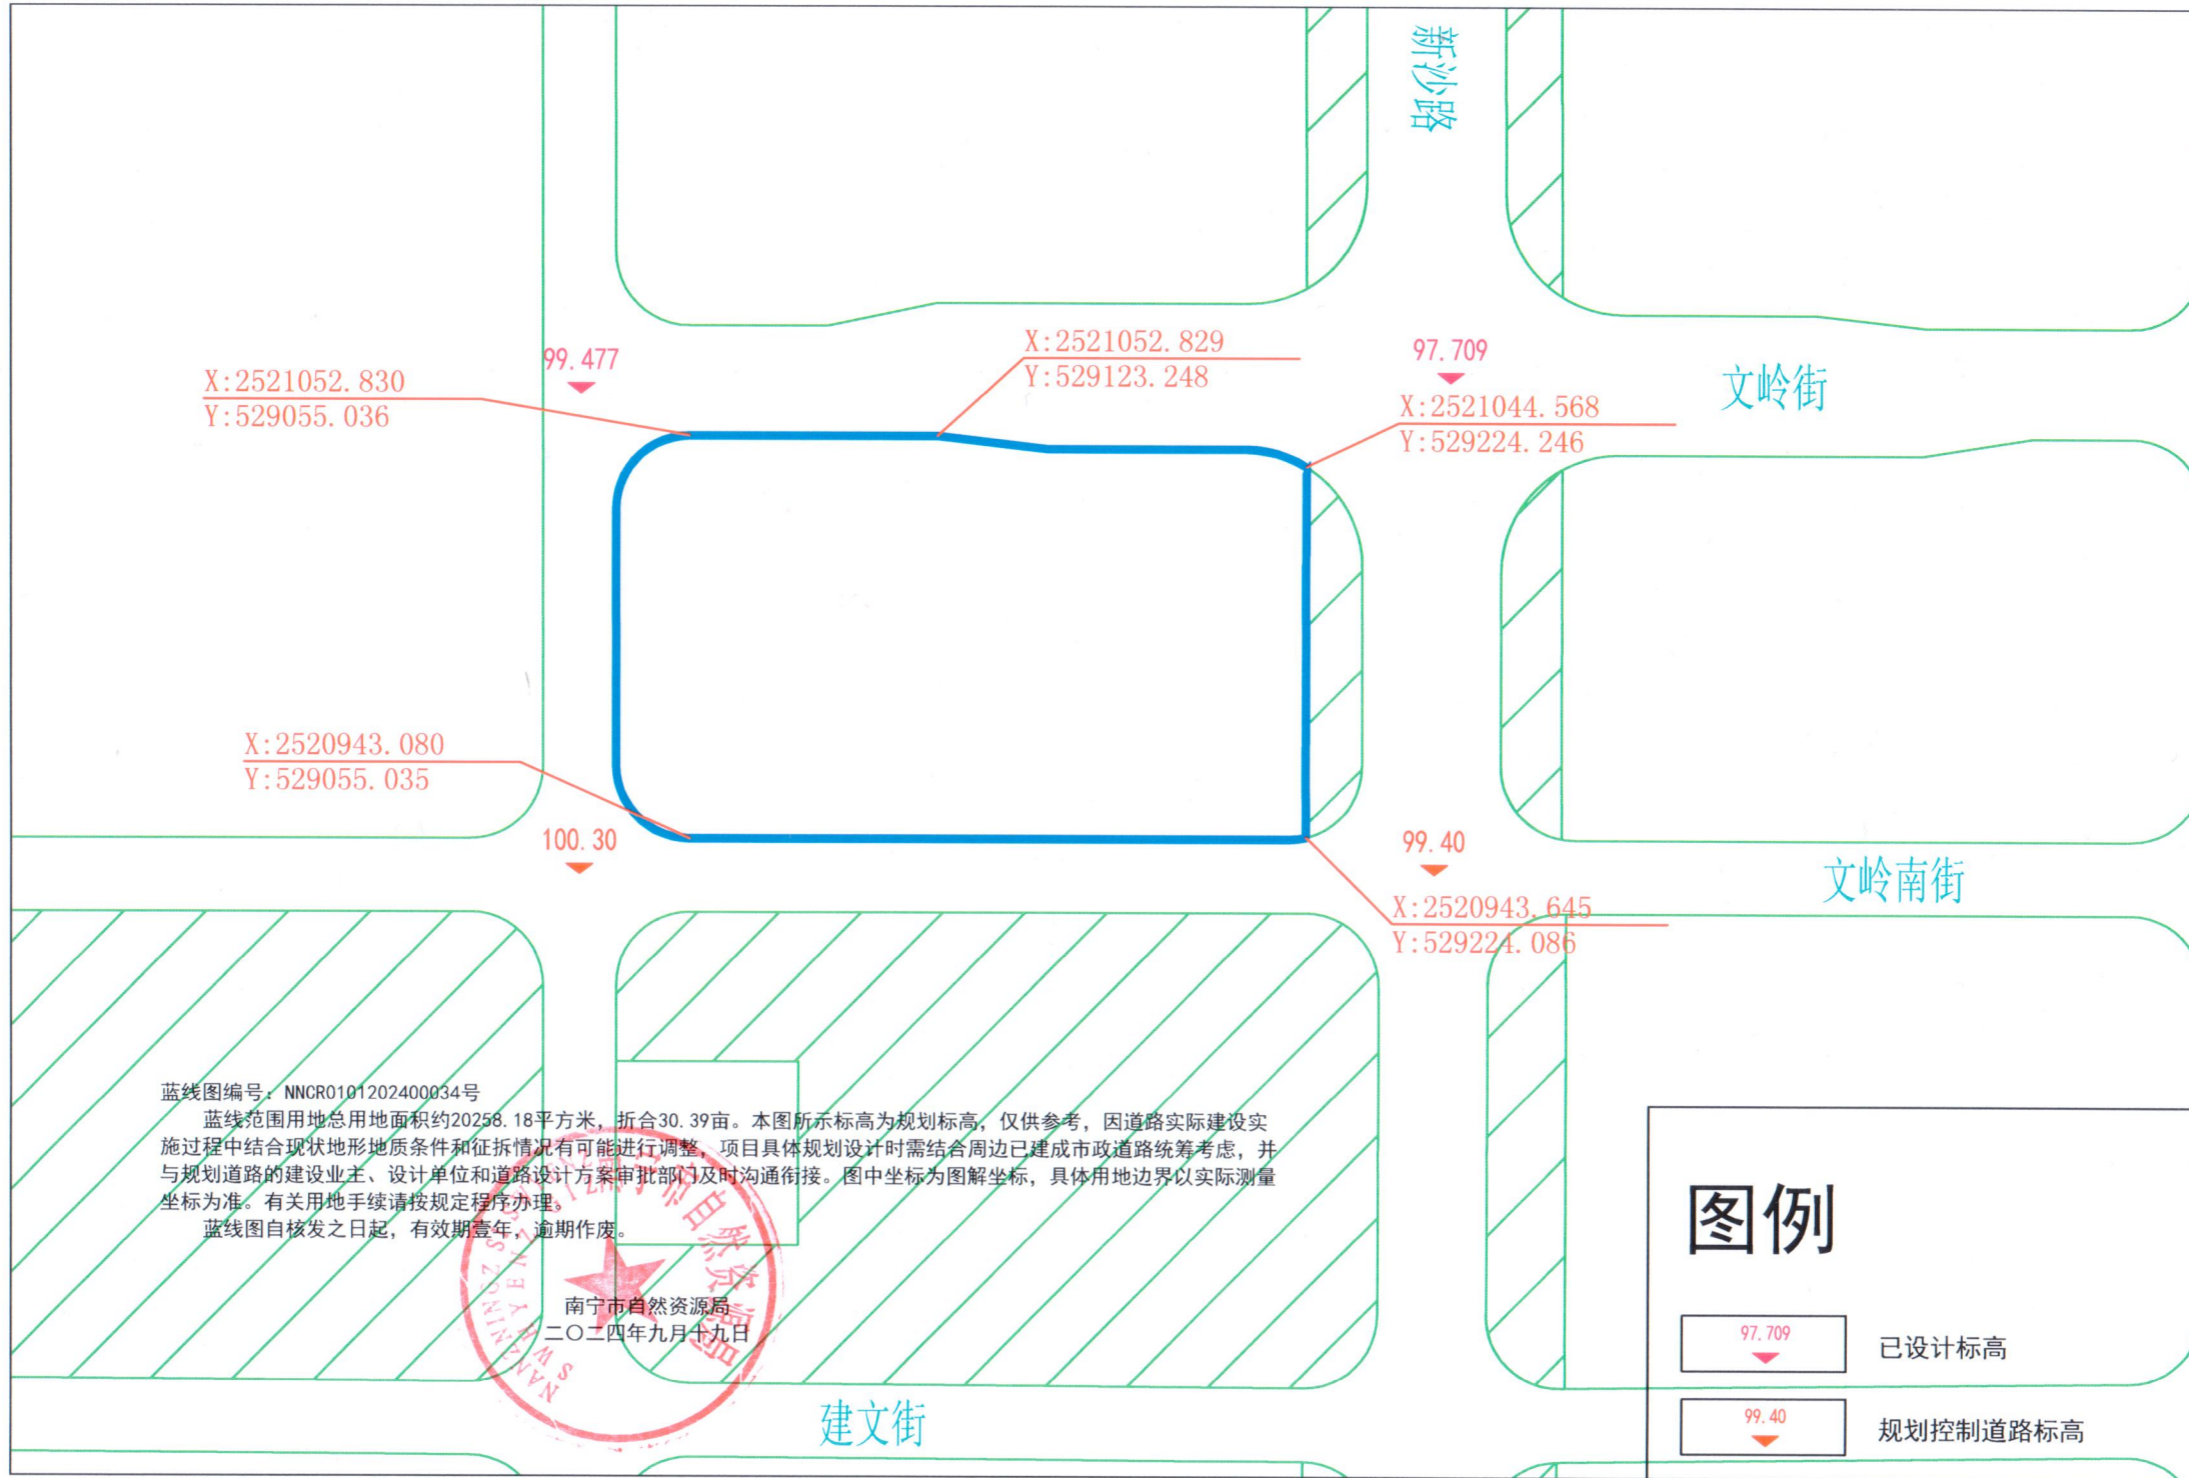 新沙路
X:2521052.829
Y:529123.248
99.477
97.709
X:2521052.830
Y:529055.036
文岭街
X:2521044.568
Y:529224.246
X:2520943.080
Y:529055.035
100.30
99.40
文岭南街
X:2520943.645
Y:529224.086
蓝线图编号：NNCR0101202400034号
蓝线范围用地总用地面积约20258.18平方米，折合30.39亩。本图所示标高为规划标高，仅供参考，因道路实际建设实
施过程中结合现状地形地质条件和征拆情况有可能进行调整，项目具体规划设计时需结合周边已建成市政道路统筹考虑，并
与规划道路的建设业主、设计单位和道路设计方案审批部门及时沟通衔接。图中坐标为图解坐标，具体用地边界以实际测量
坐标为准。有关用地手续请按规定程序办理。
蓝线图自核发之日起，有效期壹年，逾期作废。
南宁市自然资源局
南宁市自然资源局
二〇二四年九月十九日
建文街
图例
97.709
已设计标高
99.40
规划控制道路标高